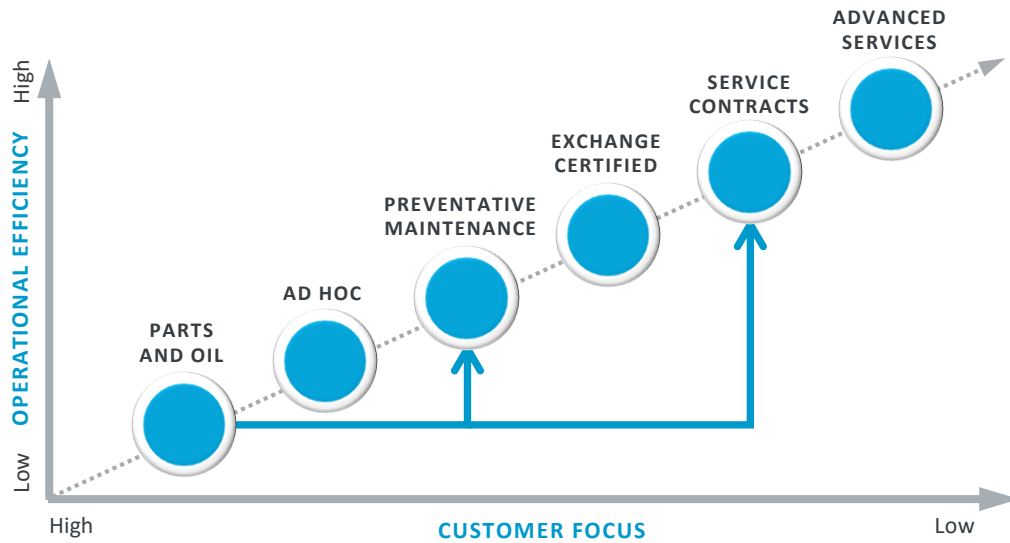 ADVANCED
SERVICES
SERVICE
CONTRACTS
EXCHANGE
CERTIFIED
PREVENTATIVE
MAINTENANCE
AD HOC
PARTS
AND OIL
High
OPERATIONAL EFFICIENCY
Low
High
CUSTOMER FOCUS
Low